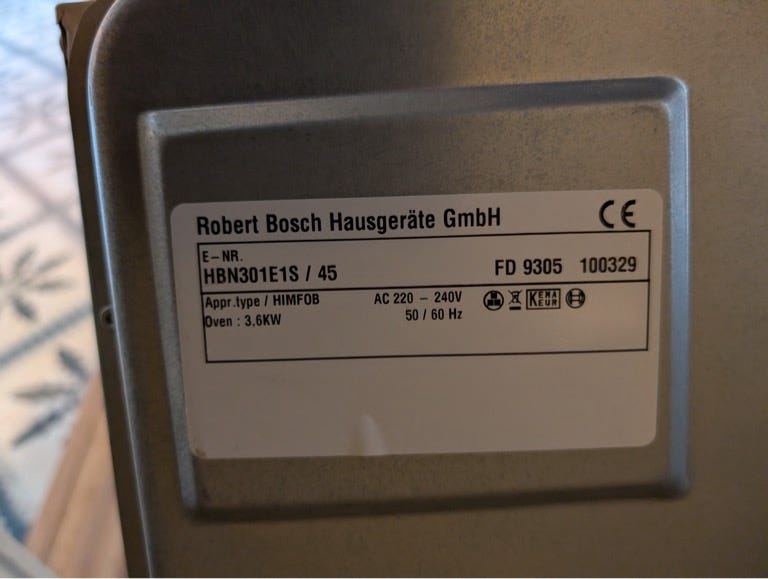 Robert Bosch Hausgeräte GmbH CE
E-NR.
HBN301E1S / 45 FD 9305 100329
Appr.type / HIMFOB AC 220 - 240V KEMA EUR
Oven : 3,6KW 50 / 60 Hz